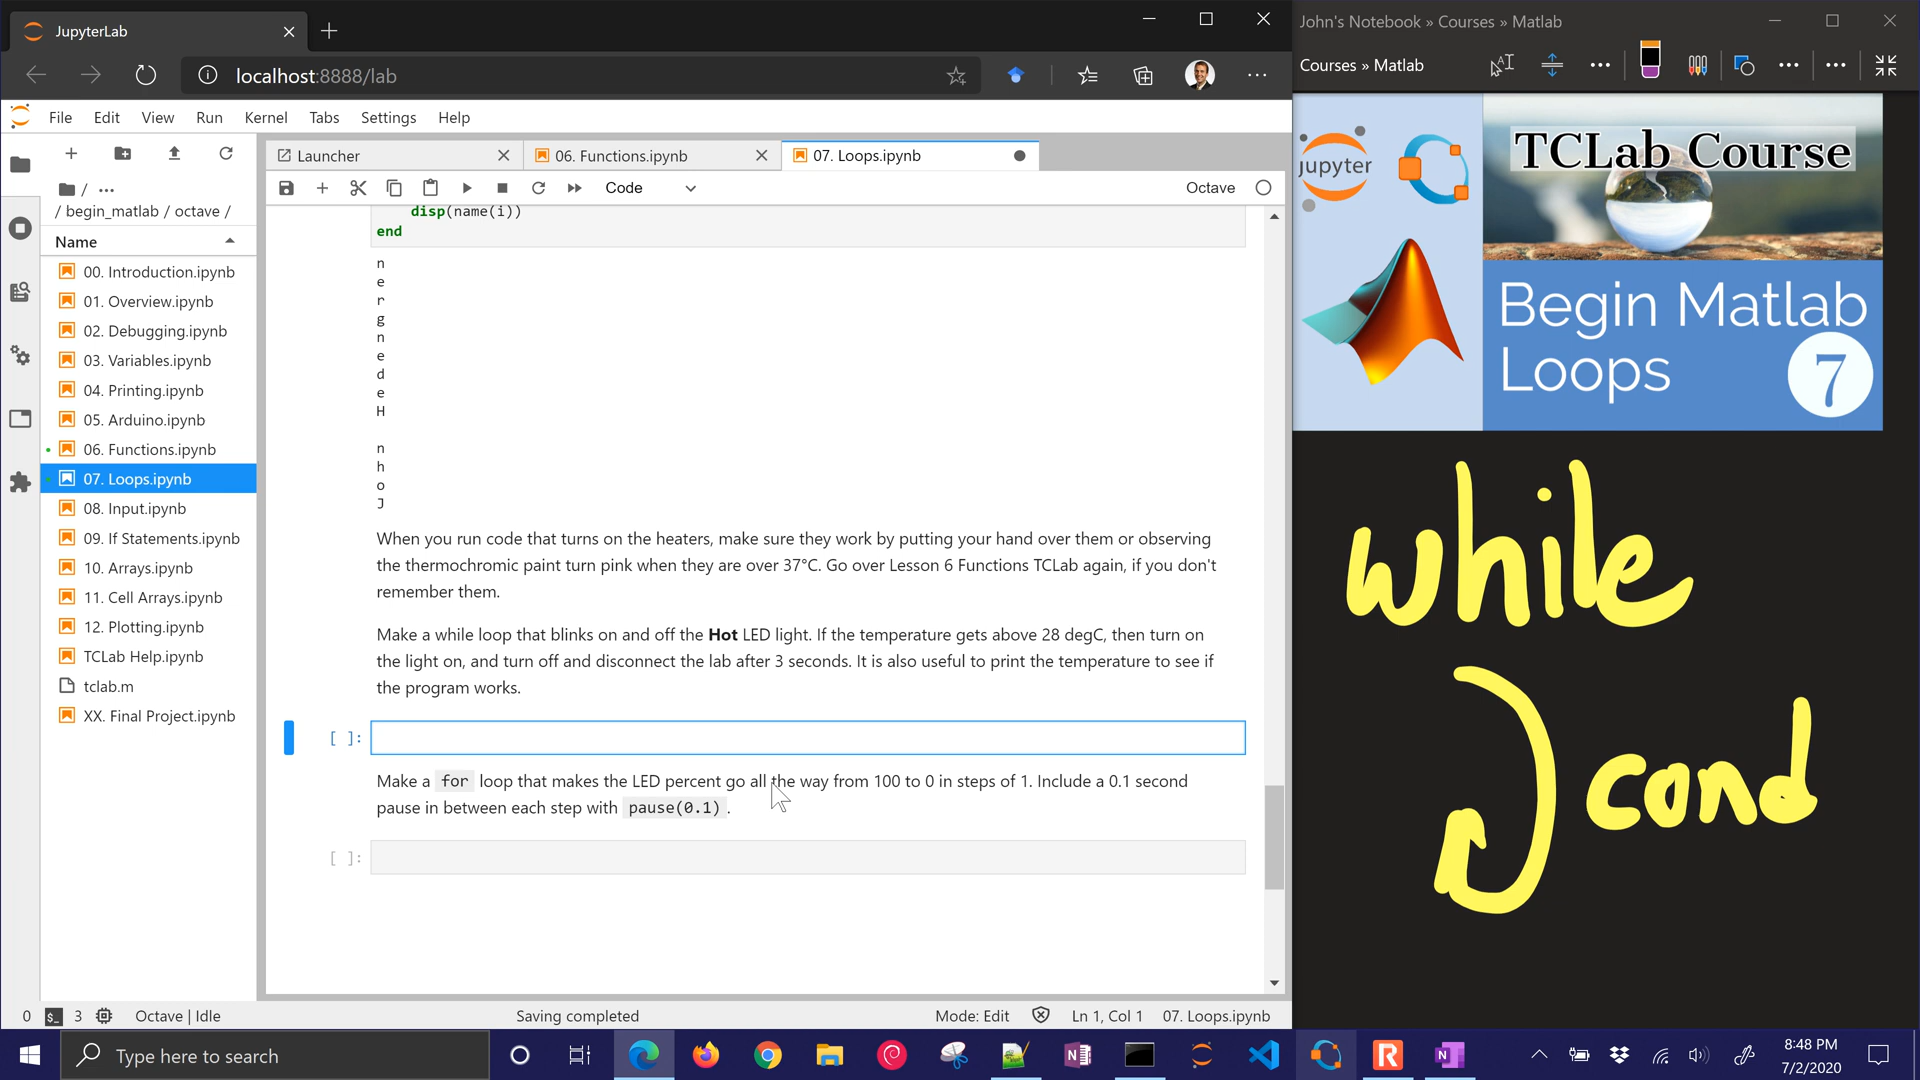 JupyterLab
localhost:8888/lab
File Edit View Run Kernel Tabs Settings Help
/ ...
/ begin_matlab / octave /
Name
00. Introduction.ipynb
01. Overview.ipynb
02. Debugging.ipynb
03. Variables.ipynb
04. Printing.ipynb
05. Arduino.ipynb
06. Functions.ipynb
07. Loops.ipynb
08. Input.ipynb
09. If Statements.ipynb
10. Arrays.ipynb
11. Cell Arrays.ipynb
12. Plotting.ipynb
TCLab Help.ipynb
tclab.m
XX. Final Project.ipynb
Launcher
06. Functions.ipynb
07. Loops.ipynb
Code
Octave
disp(name(i))
end
n
e
r
g
n
e
d
e
H
n
h
o
J
When you run code that turns on the heaters, make sure they work by putting your hand over them or observing
the thermochromic paint turn pink when they are over 37°C. Go over Lesson 6 Functions TCLab again, if you don't
remember them.
Make a while loop that blinks on and off the Hot LED light. If the temperature gets above 28 degC, then turn on
the light on, and turn off and disconnect the lab after 3 seconds. It is also useful to print the temperature to see if
the program works.
[ ]:
Make a for loop that makes the LED percent go all the way from 100 to 0 in steps of 1. Include a 0.1 second
pause in between each step with pause(0.1) .
[ ]:
0 $_ 3 Octave | Idle Saving completed Mode: Edit Ln 1, Col 1 07. Loops.ipynb
John's Notebook » Courses » Matlab
Courses » Matlab
jupyter
TCLab Course
Begin Matlab
Loops
7
while
cond
Type here to search
8:48 PM
7/2/2020